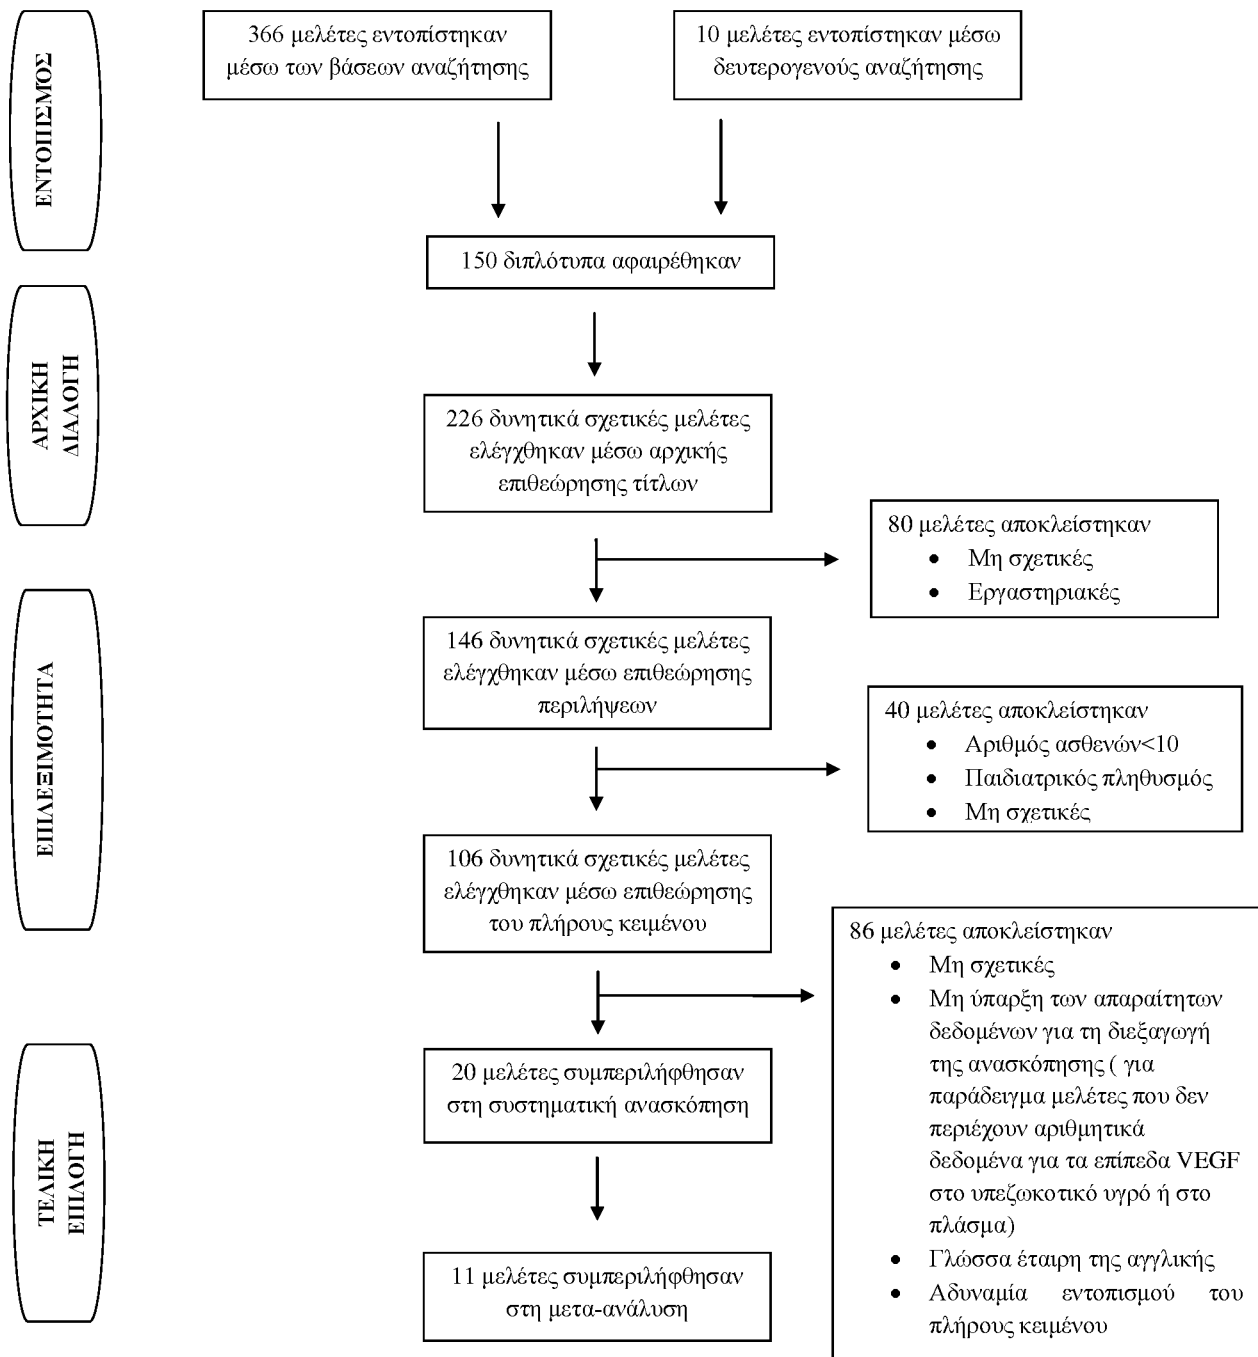 ΕΝΤΟΠΙΣΜΌΣ
366 μελέτες εντοπίστηκαν
μέσω των βάσεων αναζήτησης
10 μελέτες εντοπίστηκαν μέσω
δευτερογενούς αναζήτησης
150 διπλότυπα αφαιρέθηκαν
ΑΡΧΙΚΗ
ΔΙΑΛΟΓΗ
226 δυνητικά σχετικές μελέτες
ελέγχθηκαν μέσω αρχικής
επιθεώρησης τίτλων
80 μελέτες αποκλείστηκαν
• Μη σχετικές
• Εργαστηριακές
ΕΠΙΛΕΞΙΜΟΤΗΤΑ
146 δυνητικά σχετικές μελέτες
ελέγχθηκαν μέσω επιθεώρησης
περιλήψεων
40 μελέτες αποκλείστηκαν
• Αριθμός ασθενών<10
• Παιδιατρικός πληθυσμός
• Μη σχετικές
106 δυνητικά σχετικές μελέτες
ελέγχθηκαν μέσω επιθεώρησης
του πλήρους κειμένου
86 μελέτες αποκλείστηκαν
• Μη σχετικές
• Μη ύπαρξη των απαραίτητων
δεδομένων για τη διεξαγωγή
της ανασκόπησης ( για
παράδειγμα μελέτες που δεν
περιέχουν αριθμητικά
δεδομένα για τα επίπεδα VEGF
στο υπεζωκοτικό υγρό ή στο
πλάσμα)
• Γλώσσα έταιρη της αγγλικής
• Αδυναμία εντοπισμού του
πλήρους κειμένου
ΤΕΛΙΚΗ
ΕΠΙΛΟΓΗ
20 μελέτες συμπεριλήφθησαν
στη συστηματική ανασκόπηση
11 μελέτες συμπεριλήφθησαν
στη μετα-ανάλυση